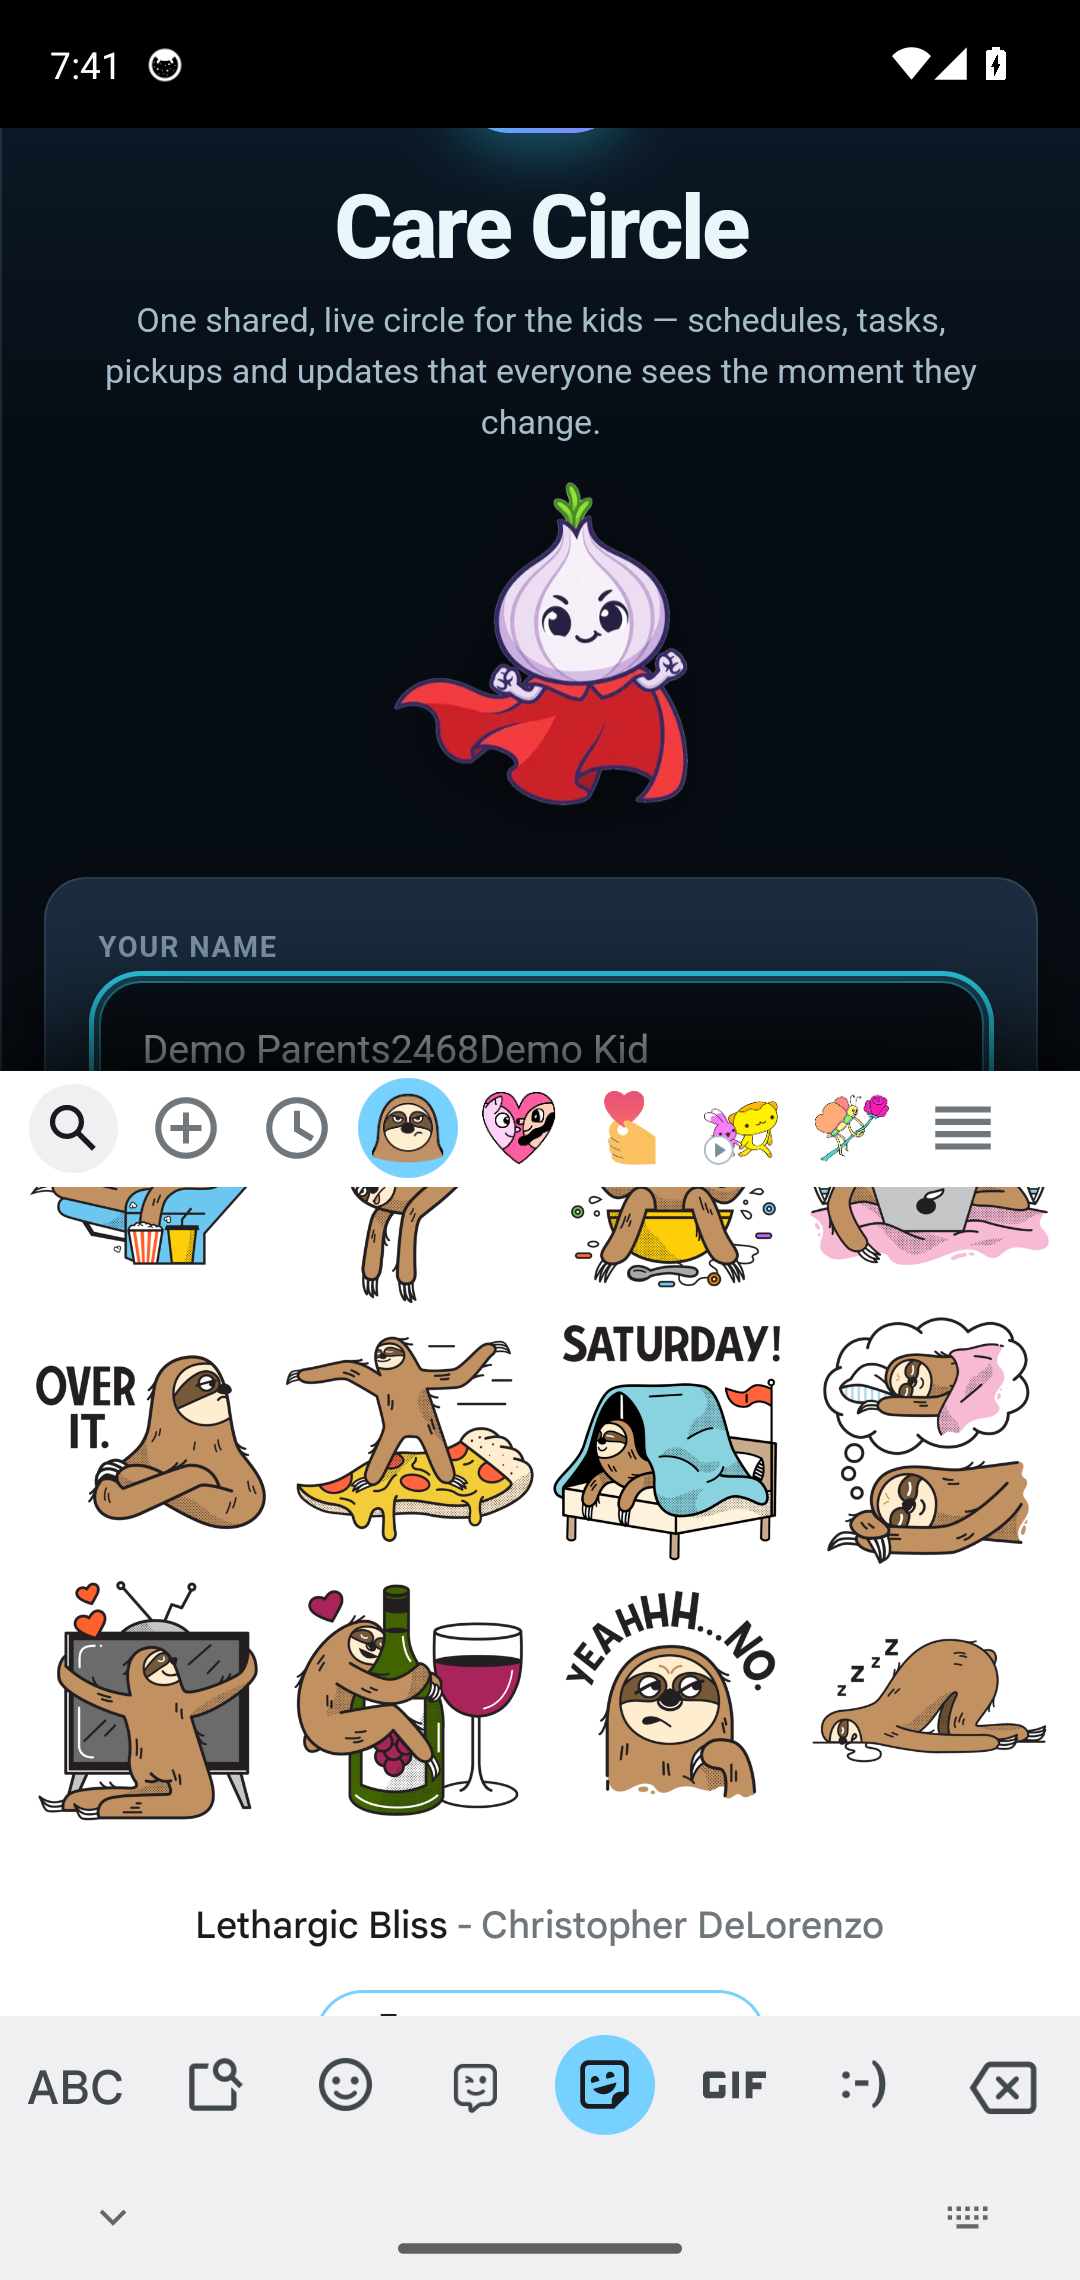 7:41
Care Circle
One shared, live circle for the kids — schedules, tasks,
pickups and updates that everyone sees the moment they
change.
YOUR NAME
Demo Parents2468Demo Kid
OVER
IT.
SATURDAY!
YEAHHH...NO.
z z z Z
Lethargic Bliss - Christopher DeLorenzo
ABC
GIF
:-)